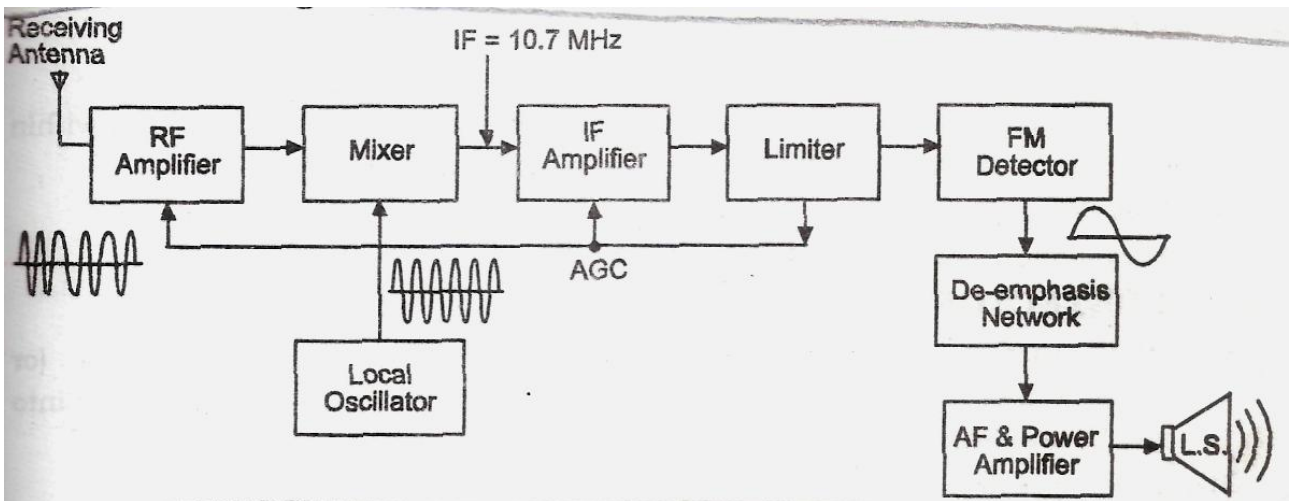 Receiving
Antenna
IF = 10.7 MHz
RF
Amplifier
Mixer
IF
Amplifier
Limiter
FM
Detector
AGC
De-emphasis
Network
Local
Oscillator
AF & Power
Amplifier
L.S.